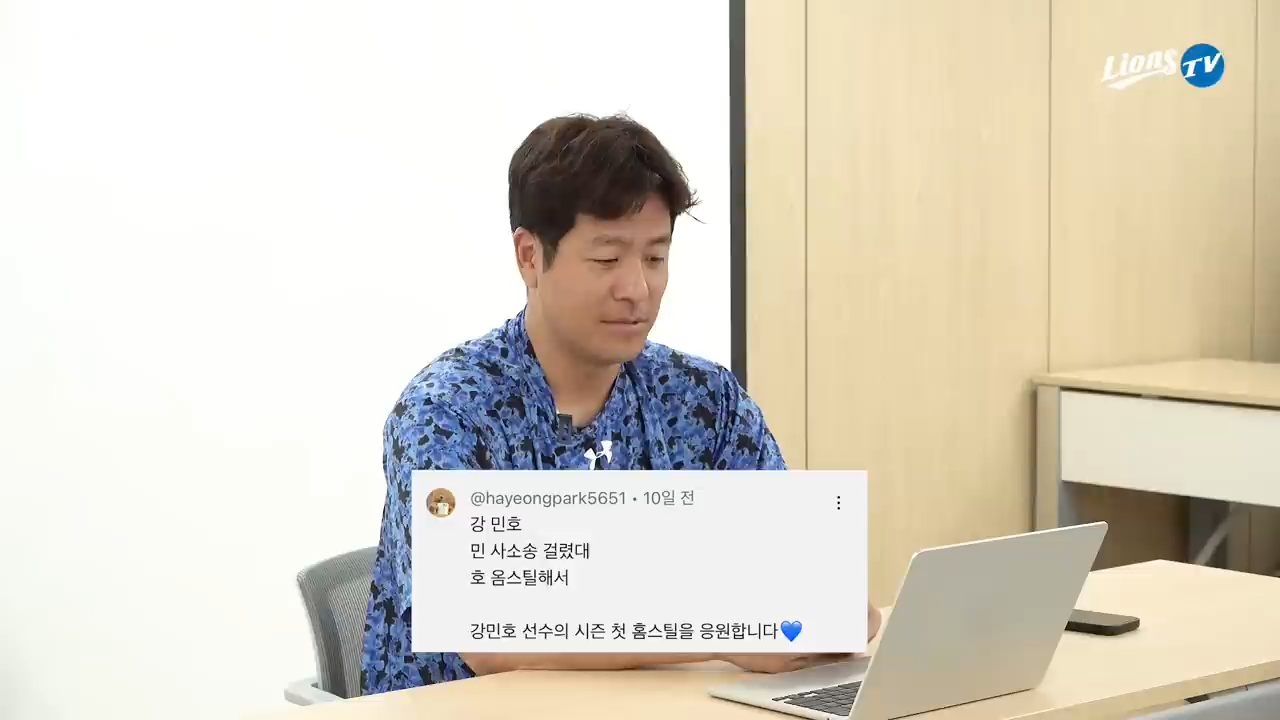 Lions TV
@hayeongpark5651 • 10일 전
강 민호
민 사소송 걸렸대
호 옴스틸해서
강민호 선수의 시즌 첫 홈스틸을 응원합니다💙